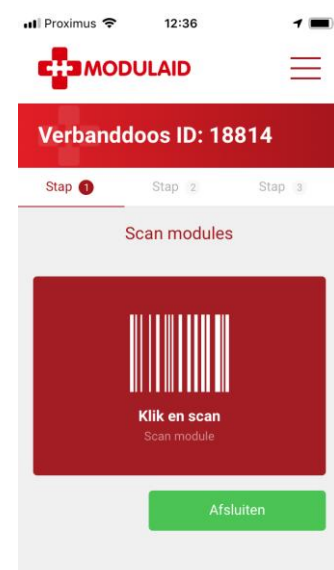 Proximus 12:36
MODULAID
Verbanddoos ID: 18814
Stap 1 Stap 2 Stap 3
Scan modules
Klik en scan
Scan module
Afsluiten